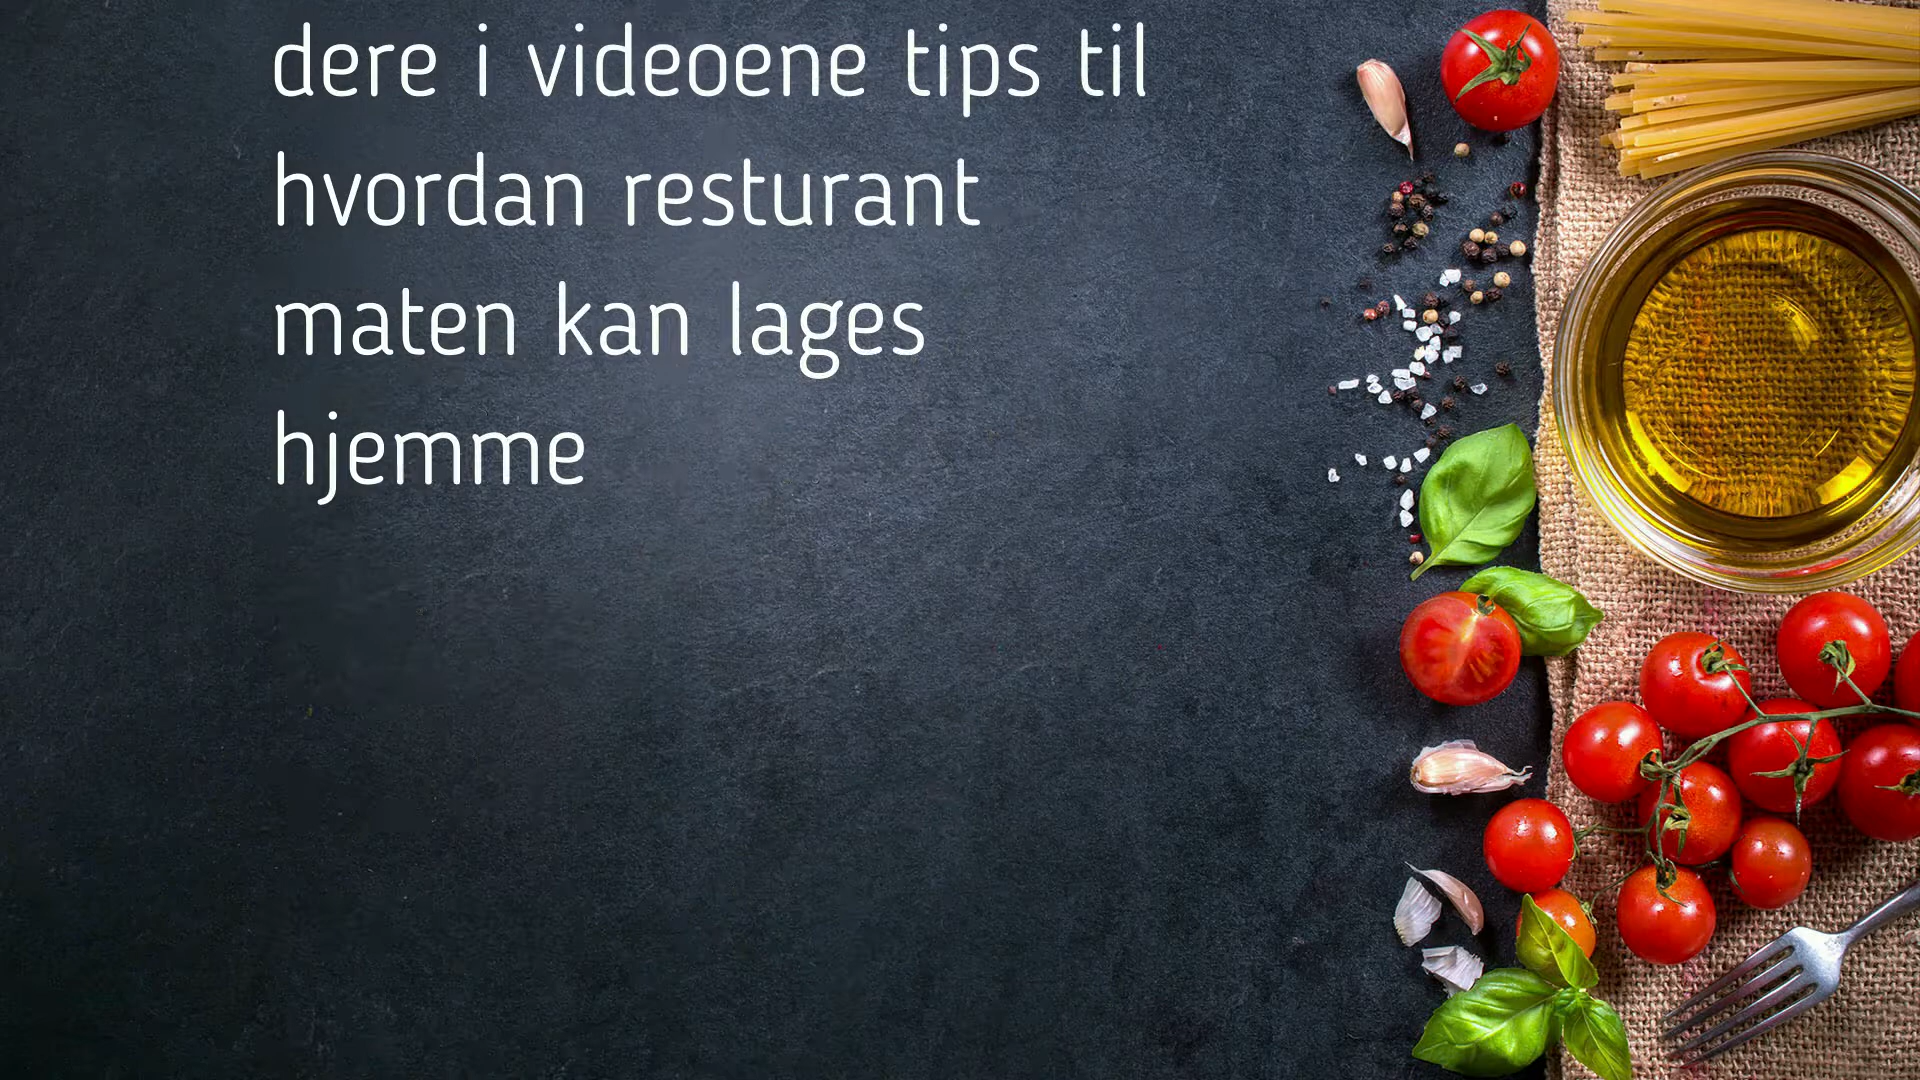 dere i videoene tips til
hvordan resturant
maten kan lages
hjemme